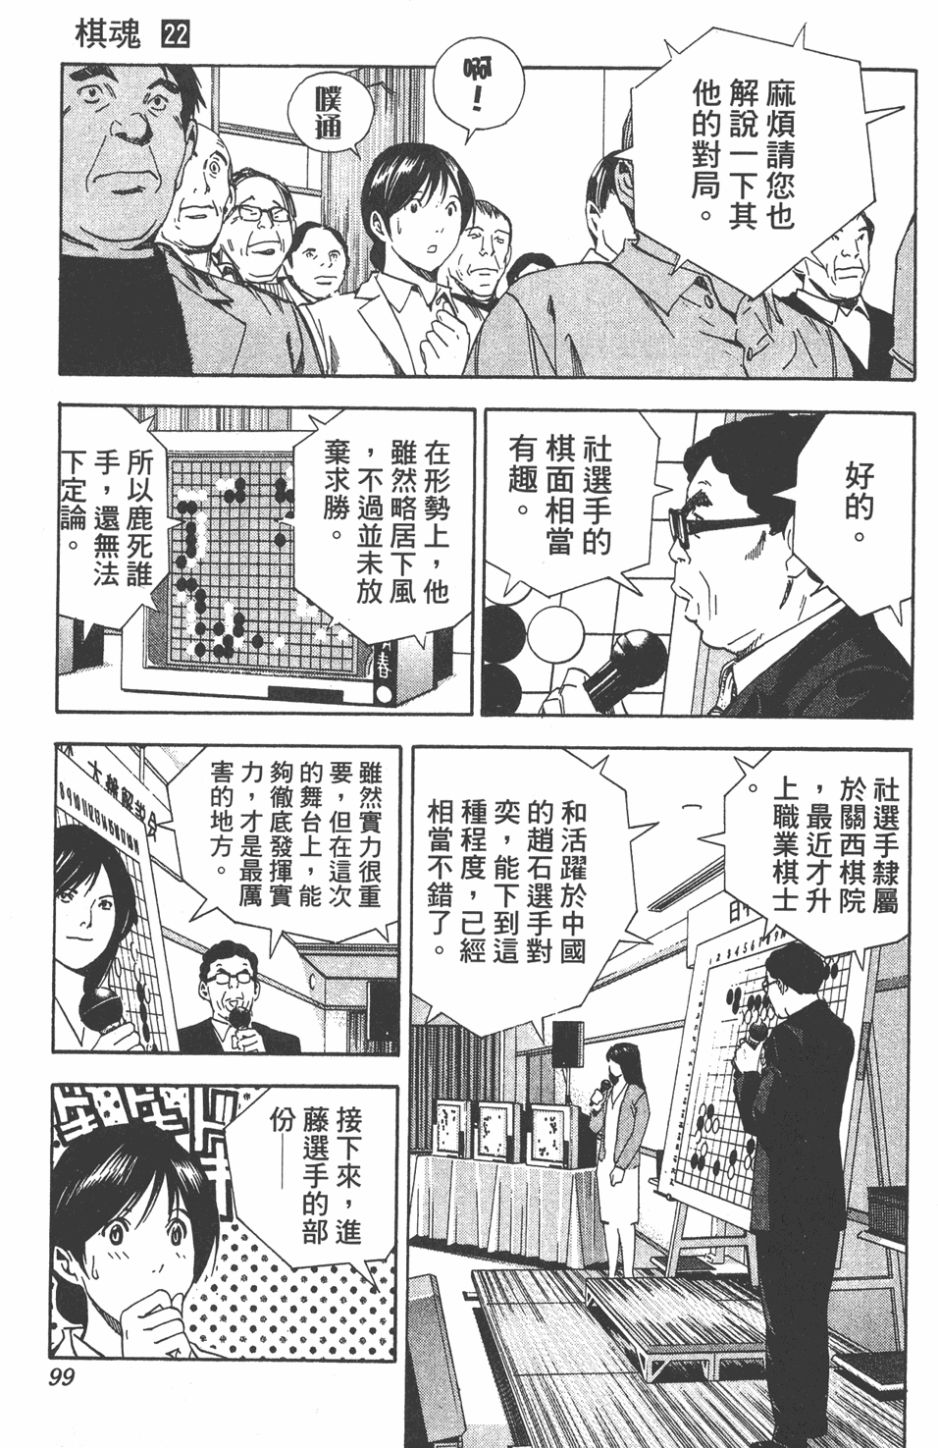 棋魂 22
麻煩請您也
解說一下其
他的對局。
啊！
噗通
好的。
社選手的
棋面相當
有趣。
在形勢上，他
雖然略居下風
，不過並未放
棄求勝。
所以鹿死誰
手，還無法
下定論。
春
社選手隸屬
於關西棋院
，最近才升
上職業棋士
。
和活躍於中國
的趙石選手對
奕，能下到這
種程度，已經
相當不錯了。
雖然實力很重
要，但在這次
的舞台上，能
夠徹底發揮實
力，才是最厲
害的地方。
大棋解說会
接下來，進
藤選手的部
份——
99